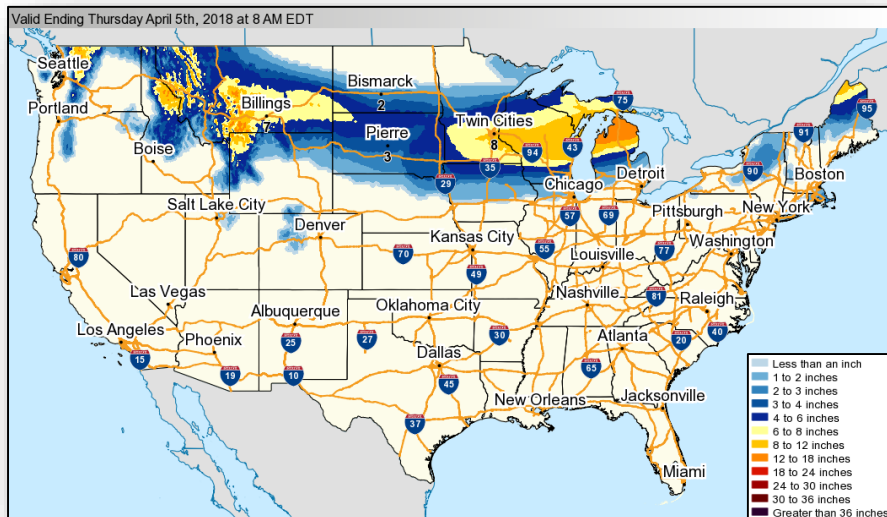 Valid Ending Thursday April 5th, 2018 at 8 AM EDT
Seattle
Portland
Billings
7
Bismarck
2
Pierre
3
Twin Cities
8
Boise
Salt Lake City
Denver
Chicago
Detroit
Boston
New York
Pittsburgh
Washington
Kansas City
Louisville
Nashville
Raleigh
Las Vegas
Los Angeles
Phoenix
Albuquerque
Oklahoma City
Dallas
Atlanta
New Orleans
Jacksonville
Miami
75
95
91
90
94
43
35
29
57
69
55
77
80
70
49
81
40
20
65
30
27
25
15
19
10
45
37
Less than an inch
1 to 2 inches
2 to 3 inches
3 to 4 inches
4 to 6 inches
6 to 8 inches
8 to 12 inches
12 to 18 inches
18 to 24 inches
24 to 30 inches
30 to 36 inches
Greater than 36 inches